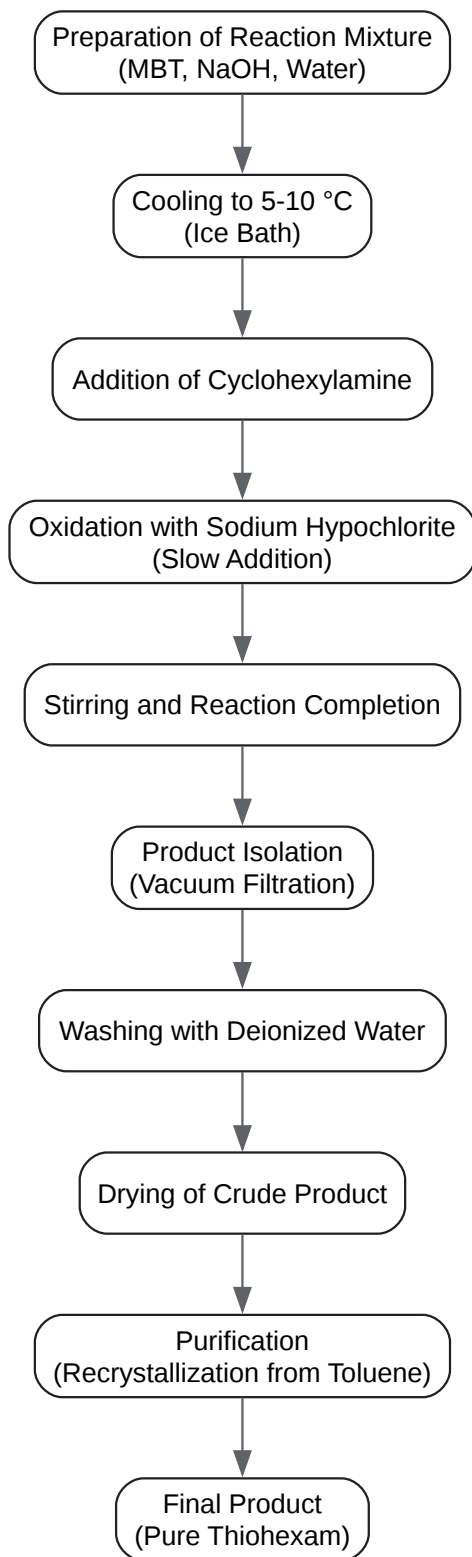 Preparation of Reaction Mixture
(MBT, NaOH, Water)
Cooling to 5-10 °C
(Ice Bath)
Addition of Cyclohexylamine
Oxidation with Sodium Hypochlorite
(Slow Addition)
Stirring and Reaction Completion
Product Isolation
(Vacuum Filtration)
Washing with Deionized Water
Drying of Crude Product
Purification
(Recrystallization from Toluene)
Final Product
(Pure Thiohexam)